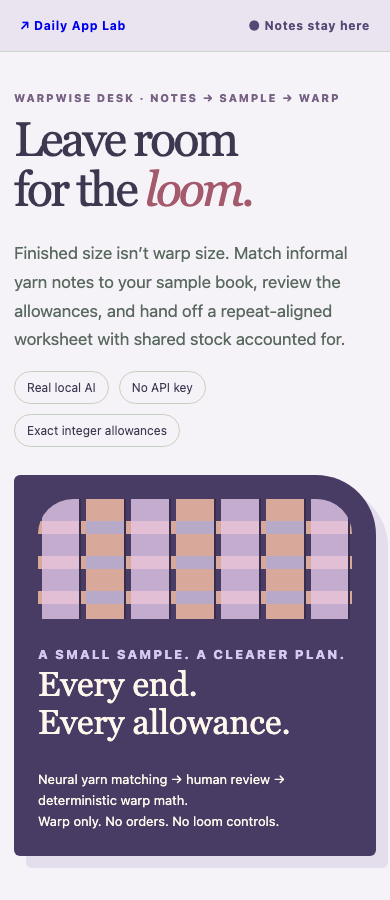 ↗ Daily App Lab
● Notes stay here
WARPWISE DESK · NOTES → SAMPLE → WARP
Leave room
for the loom.
Finished size isn’t warp size. Match informal
yarn notes to your sample book, review the
allowances, and hand off a repeat-aligned
worksheet with shared stock accounted for.
Real local AI
No API key
Exact integer allowances
A SMALL SAMPLE. A CLEARER PLAN.
Every end.
Every allowance.
Neural yarn matching → human review →
deterministic warp math.
Warp only. No orders. No loom controls.